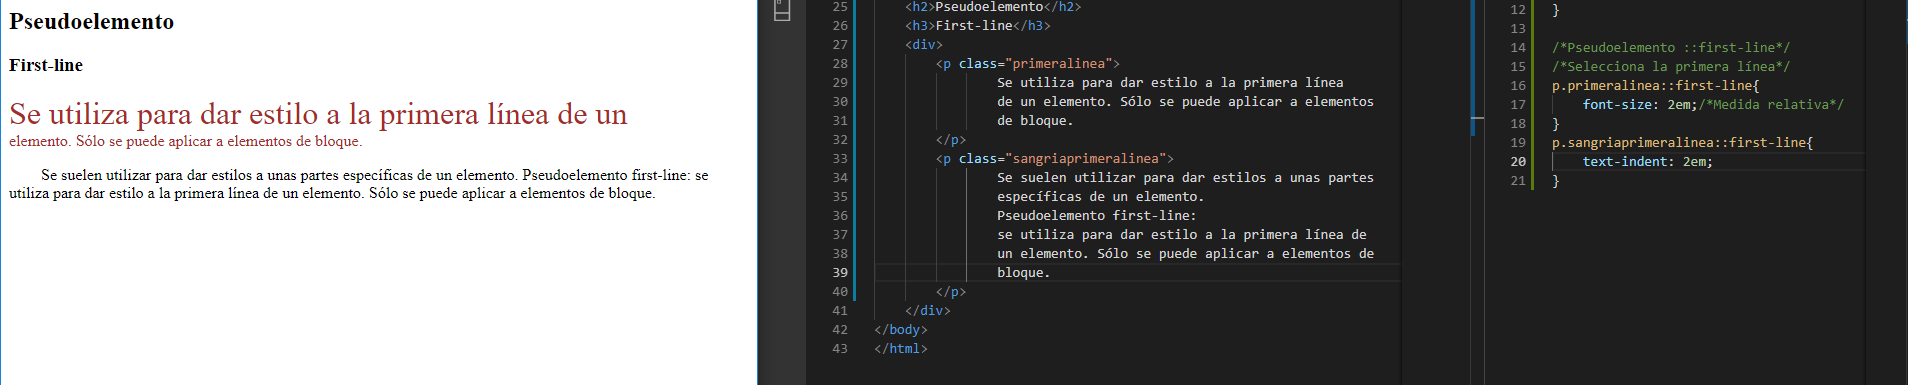 Pseudoelemento
First-line
Se utiliza para dar estilo a la primera línea de un
elemento. Sólo se puede aplicar a elementos de bloque.
Se suelen utilizar para dar estilos a unas partes específicas de un elemento. Pseudoelemento first-line: se
utiliza para dar estilo a la primera línea de un elemento. Sólo se puede aplicar a elementos de bloque.
25 <h2>Pseudoelemento</h2>
26 <h3>First-line</h3>
27 <div>
28 <p class="primeralinea">
29 Se utiliza para dar estilo a la primera línea
30 de un elemento. Sólo se puede aplicar a elementos
31 de bloque.
32 </p>
33 <p class="sangriaprimeralinea">
34 Se suelen utilizar para dar estilos a unas partes
35 específicas de un elemento.
36 Pseudoelemento first-line:
37 se utiliza para dar estilo a la primera línea de
38 un elemento. Sólo se puede aplicar a elementos de
39 bloque.
40 </p>
41 </div>
42 </body>
43 </html>
12 }
13
14 /*Pseudoelemento ::first-line*/
15 /*Selecciona la primera línea*/
16 p.primeralinea::first-line{
17 font-size: 2em;/*Medida relativa*/
18 }
19 p.sangriaprimeralinea::first-line{
20 text-indent: 2em;
21 }